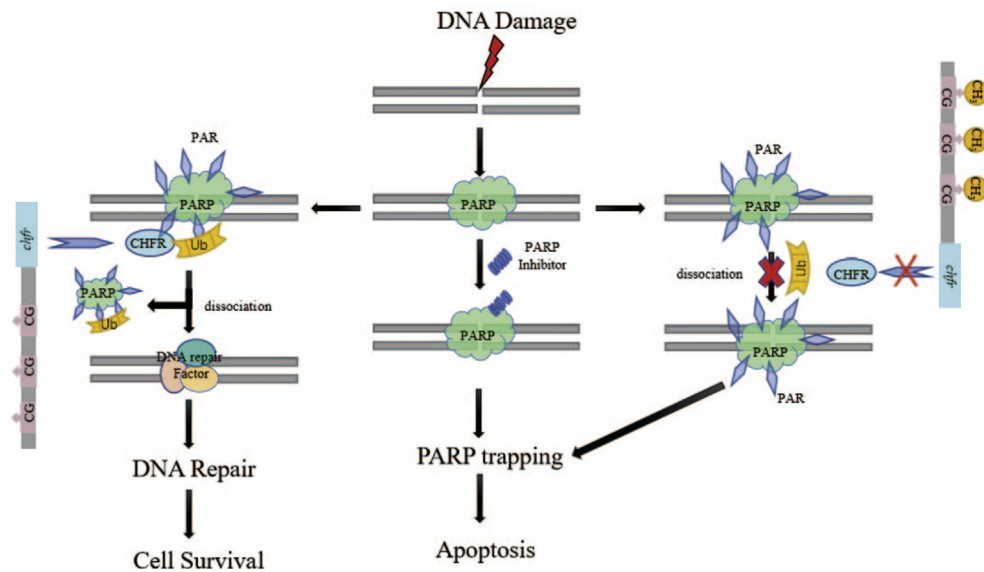 DNA Damage
PAR
PARP
CHFR
Ub
chfr
CG
CG
CG
PARP
Ub
dissociation
DNA repair
Factor
DNA Repair
Cell Survival
PARP
PARP
Inhibitor
PARP
PARP trapping
Apoptosis
PAR
PARP
dissociation
Ub
CHFR
chfr
CG
CH3
CG
CH3
CG
CH3
PARP
PAR